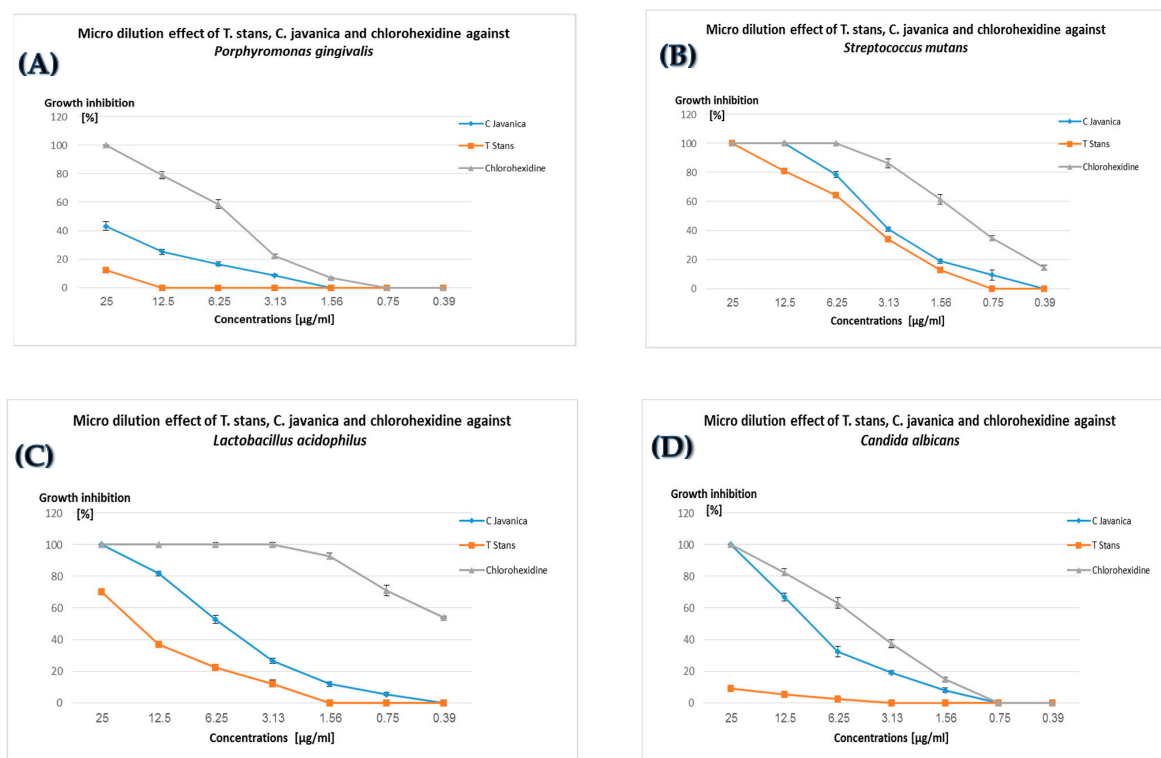 Micro dilution effect of T. stans, C. javanica and chlorohexidine against
Porphyromonas gingivalis
(A)
Growth inhibition
[%]
120
100
80
60
40
20
0
C Javanica
T Stans
Chlorohexidine
25 12.5 6.25 3.13 1.56 0.75 0.39
Concentrations [µg/ml]
Micro dilution effect of T. stans, C. javanica and chlorohexidine against
Streptococcus mutans
(B)
Growth inhibition
[%]
120
100
80
60
40
20
0
C Javanica
T Stans
Chlorohexidine
25 12.5 6.25 3.13 1.56 0.75 0.39
Concentrations [µg/ml]
Micro dilution effect of T. stans, C. javanica and chlorohexidine against
Lactobacillus acidophilus
(C)
Growth inhibition
[%]
120
100
80
60
40
20
0
C Javanica
T Stans
Chlorohexidine
25 12.5 6.25 3.13 1.56 0.75 0.39
Concentrations [µg/ml]
Micro dilution effect of T. stans, C. javanica and chlorohexidine against
Candida albicans
(D)
Growth inhibition
[%]
120
100
80
60
40
20
0
C Javanica
T Stans
Chlorohexidine
25 12.5 6.25 3.13 1.56 0.75 0.39
Concentrations [µg/ml]